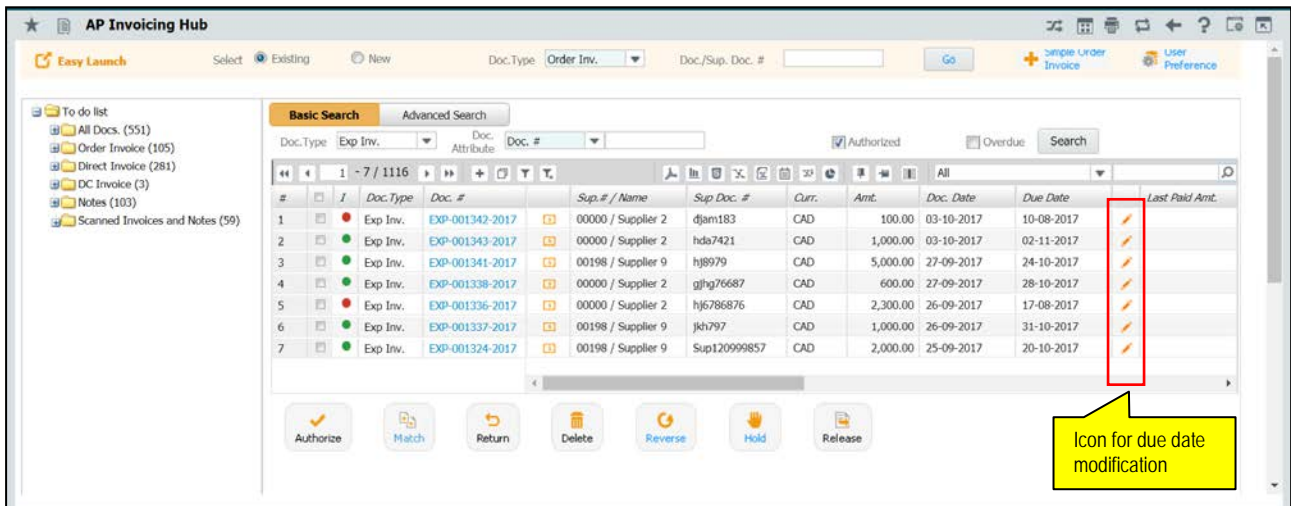 AP Invoicing Hub
Easy Launch Select Existing New Doc.Type Order Inv. Doc./Sup. Doc. # Go Simple Order Invoice User Preference
To do list
All Docs. (551)
Order Invoice (105)
Direct Invoice (281)
DC Invoice (3)
Notes (103)
Scanned Invoices and Notes (59)
Basic Search Advanced Search
Doc.Type Exp Inv. Doc. Attribute Doc. # Authorized Overdue Search
1 - 7 / 1116 All
# I Doc.Type Doc. # Sup.# / Name Sup Doc. # Curr. Amt. Doc. Date Due Date Last Paid Amt.
1 Exp Inv. EXP-001342-2017 00000 / Supplier 2 djam183 CAD 100.00 03-10-2017 10-08-2017
2 Exp Inv. EXP-001343-2017 00000 / Supplier 2 hda7421 CAD 1,000.00 03-10-2017 02-11-2017
3 Exp Inv. EXP-001341-2017 00198 / Supplier 9 hj8979 CAD 5,000.00 27-09-2017 24-10-2017
4 Exp Inv. EXP-001338-2017 00000 / Supplier 2 gjhg76687 CAD 600.00 27-09-2017 28-10-2017
5 Exp Inv. EXP-001336-2017 00000 / Supplier 2 hj6786876 CAD 2,300.00 26-09-2017 17-08-2017
6 Exp Inv. EXP-001337-2017 00198 / Supplier 9 jkh797 CAD 1,000.00 26-09-2017 31-10-2017
7 Exp Inv. EXP-001324-2017 00198 / Supplier 9 Sup120999857 CAD 2,000.00 25-09-2017 20-10-2017
Authorize Match Return Delete Reverse Hold Release
Icon for due date
modification